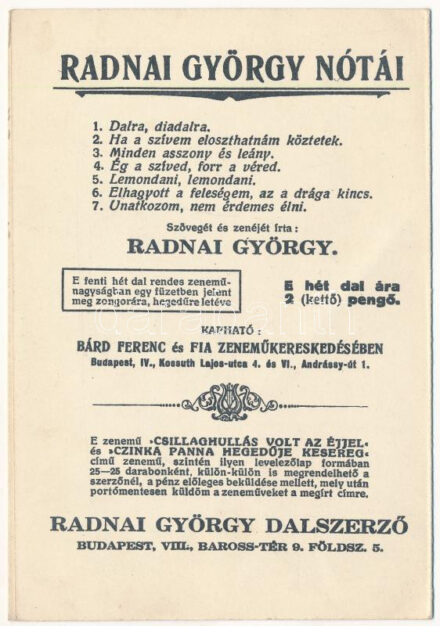 RADNAI GYÖRGY NÓTÁI
1. Dalra, diadalra.
2. Ha a szívem eloszthatnám köztetek.
3. Minden asszony és leány.
4. Ég a szíved, forr a véred.
5. Lemondani, lemondani.
6. Elhagyott a feleségem, az a drága kincs.
7. Unatkozom, nem érdemes élni.
Szövegét és zenéjét írta :
RADNAI GYÖRGY.
E fenti hét dal rendes zenemű-
nagyságban egy füzetben jelent
meg zongorára, hegedűre letéve
E hét dal ára
2 (kettő) pengő.
KAPHATÓ :
BÁRD FERENC és FIA ZENEMŰKERESKEDÉSÉBEN
Budapest, IV., Kossuth Lajos-utca 4. és VI., Andrássy-út 1.
E zenemű »CSILLAGHULLÁS VOLT AZ ÉJJEL«
és »CZINKA PANNA HEGEDŰJE KESEREG«
című zenemű, szintén ilyen levelezőlap formában
25—25 darabonként, külön-külön is megrendelhető a
szerzőnél, a pénz előleges beküldése mellett, mely után
portómentesen küldöm a zeneműveket a megírt címre.
RADNAI GYÖRGY DALSZERZŐ
BUDAPEST, VIII., BAROSS-TÉR 9. FÖLDSZ. 5.